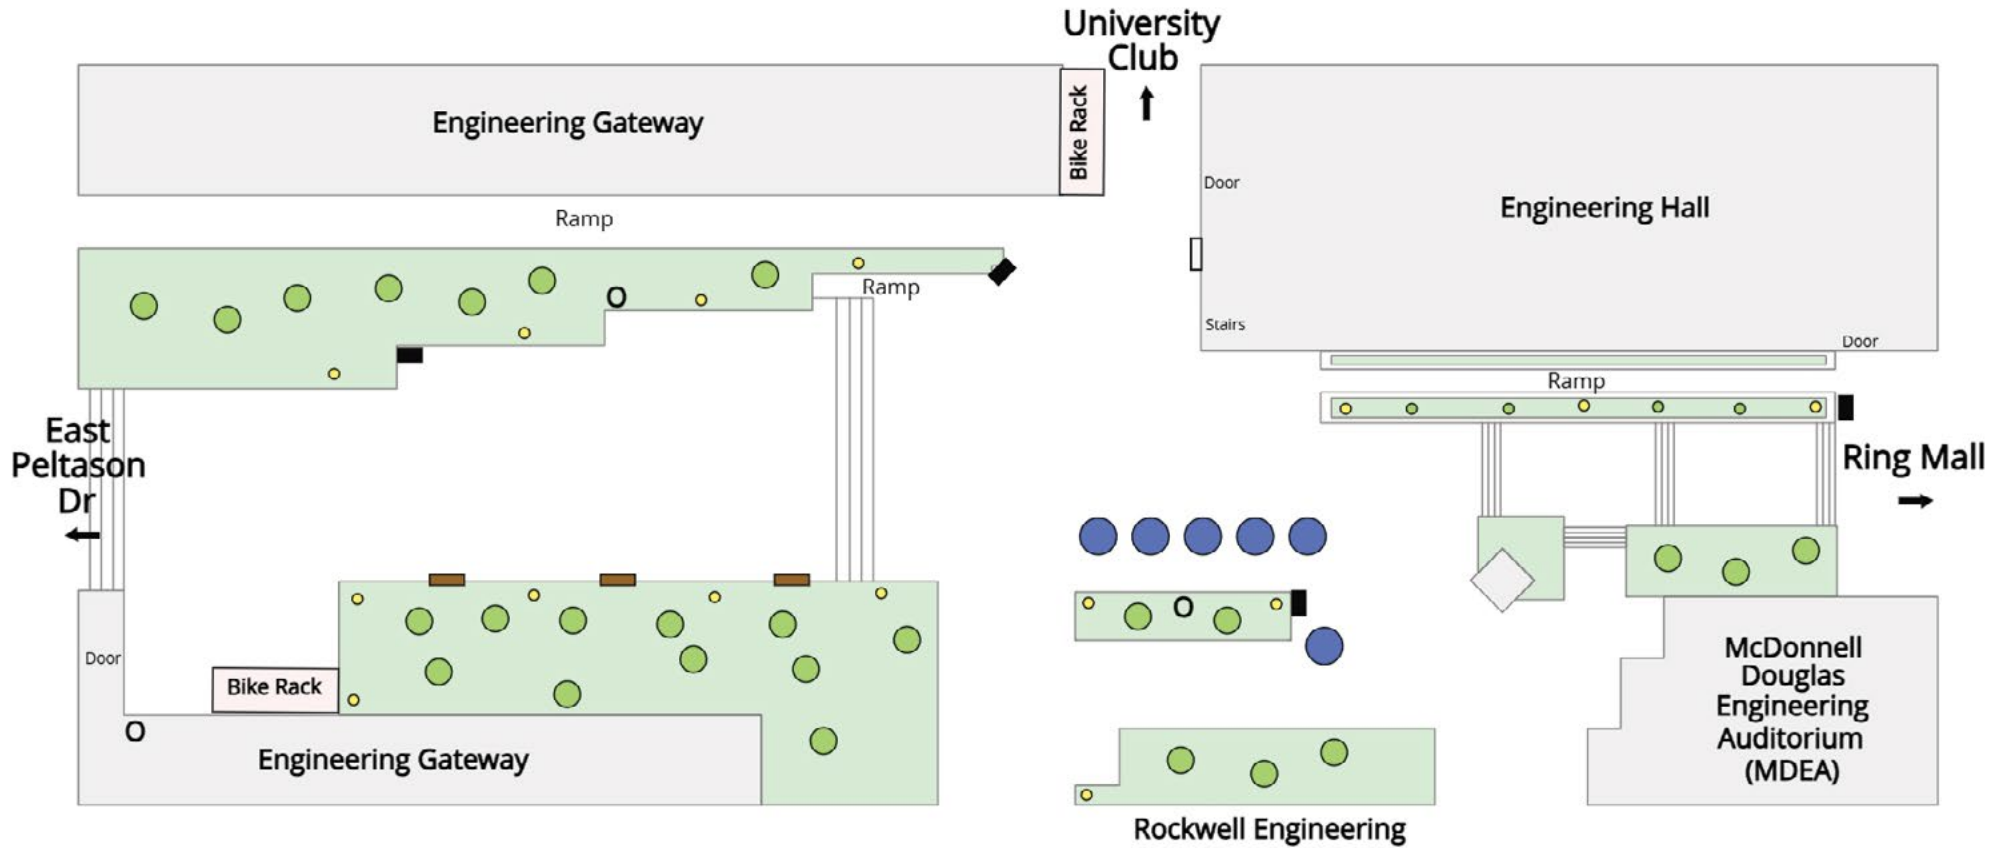 University
Club
Engineering Gateway
Bike Rack
Door
Engineering Hall
Ramp
Ramp
Stairs
Door
Ramp
East
Peltason
Dr
Ring Mall
O
O
Door
Bike Rack
O
Engineering Gateway
McDonnell
Douglas
Engineering
Auditorium
(MDEA)
Rockwell Engineering